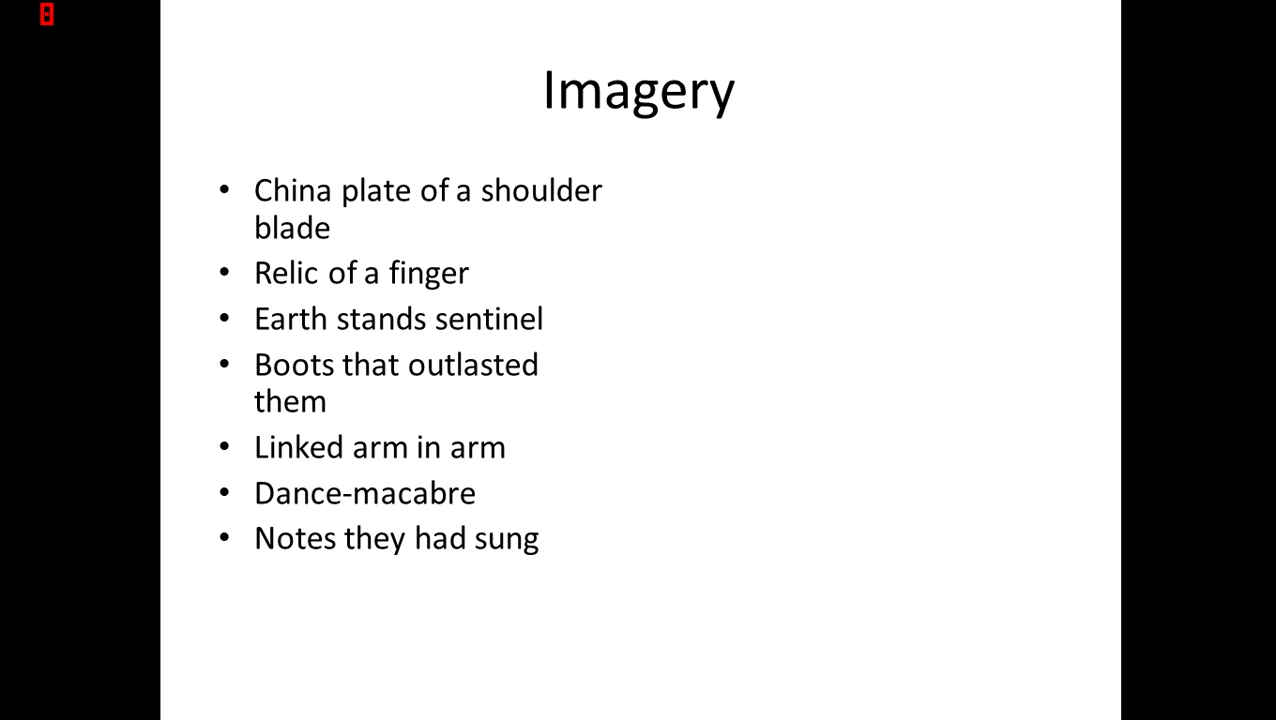 Imagery
• China plate of a shoulder
blade
• Relic of a finger
• Earth stands sentinel
• Boots that outlasted
them
• Linked arm in arm
• Dance-macabre
• Notes they had sung